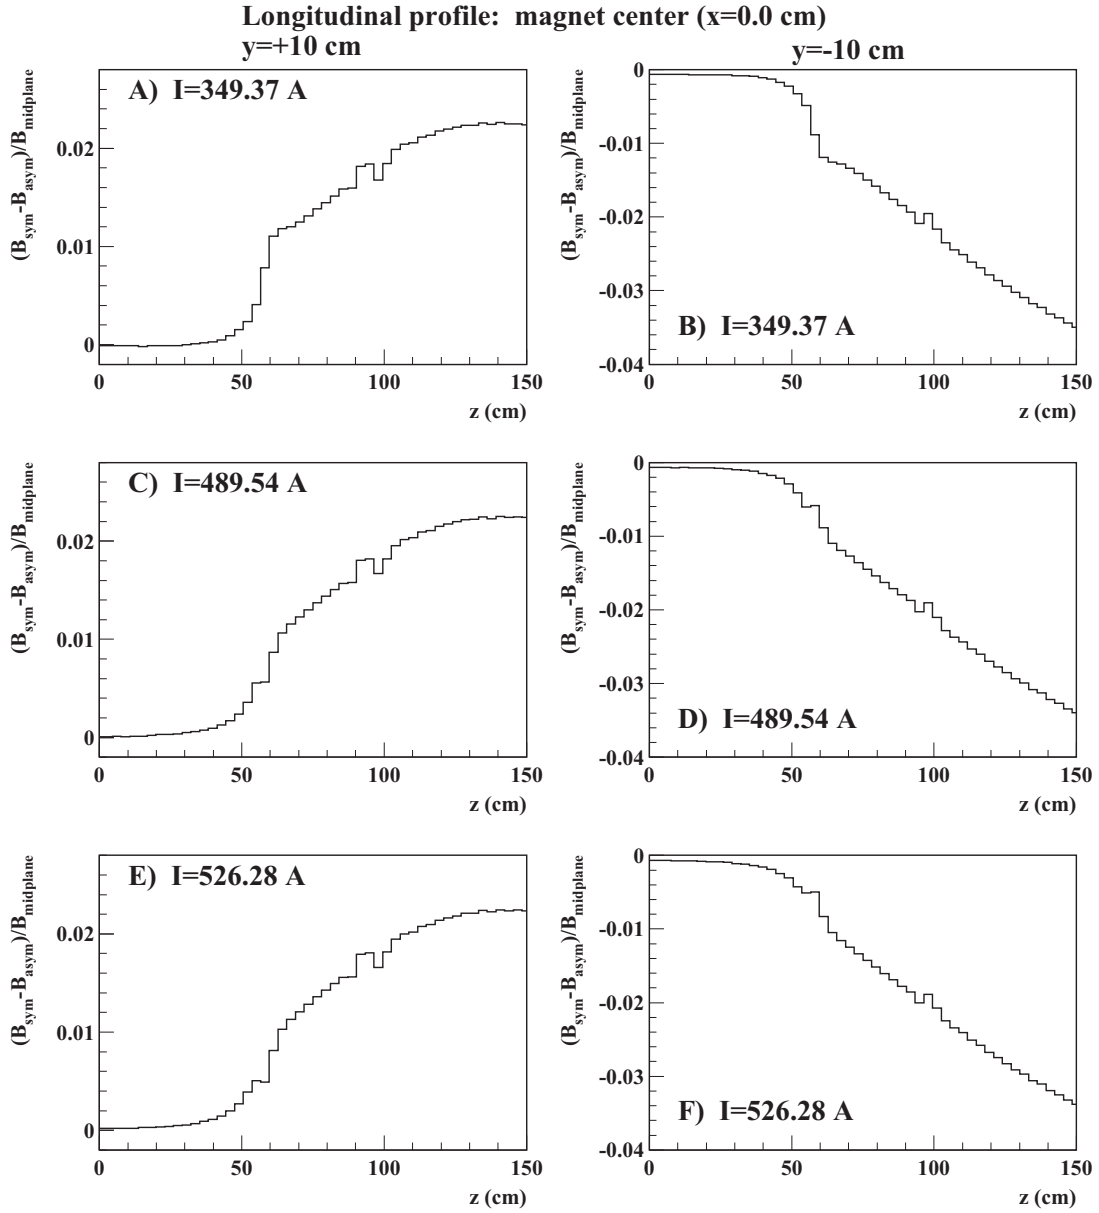 Longitudinal profile: magnet center (x=0.0 cm)
y=+10 cm
y=-10 cm
A) I=349.37 A
(B_sym-B_asym)/B_midplane
0.02
0.01
0
0 50 100 150
z (cm)
B) I=349.37 A
(B_sym-B_asym)/B_midplane
0
-0.01
-0.02
-0.03
-0.04
0 50 100 150
z (cm)
C) I=489.54 A
(B_sym-B_asym)/B_midplane
0.02
0.01
0
0 50 100 150
z (cm)
D) I=489.54 A
(B_sym-B_asym)/B_midplane
0
-0.01
-0.02
-0.03
-0.04
0 50 100 150
z (cm)
E) I=526.28 A
(B_sym-B_asym)/B_midplane
0.02
0.01
0
0 50 100 150
z (cm)
F) I=526.28 A
(B_sym-B_asym)/B_midplane
0
-0.01
-0.02
-0.03
-0.04
0 50 100 150
z (cm)